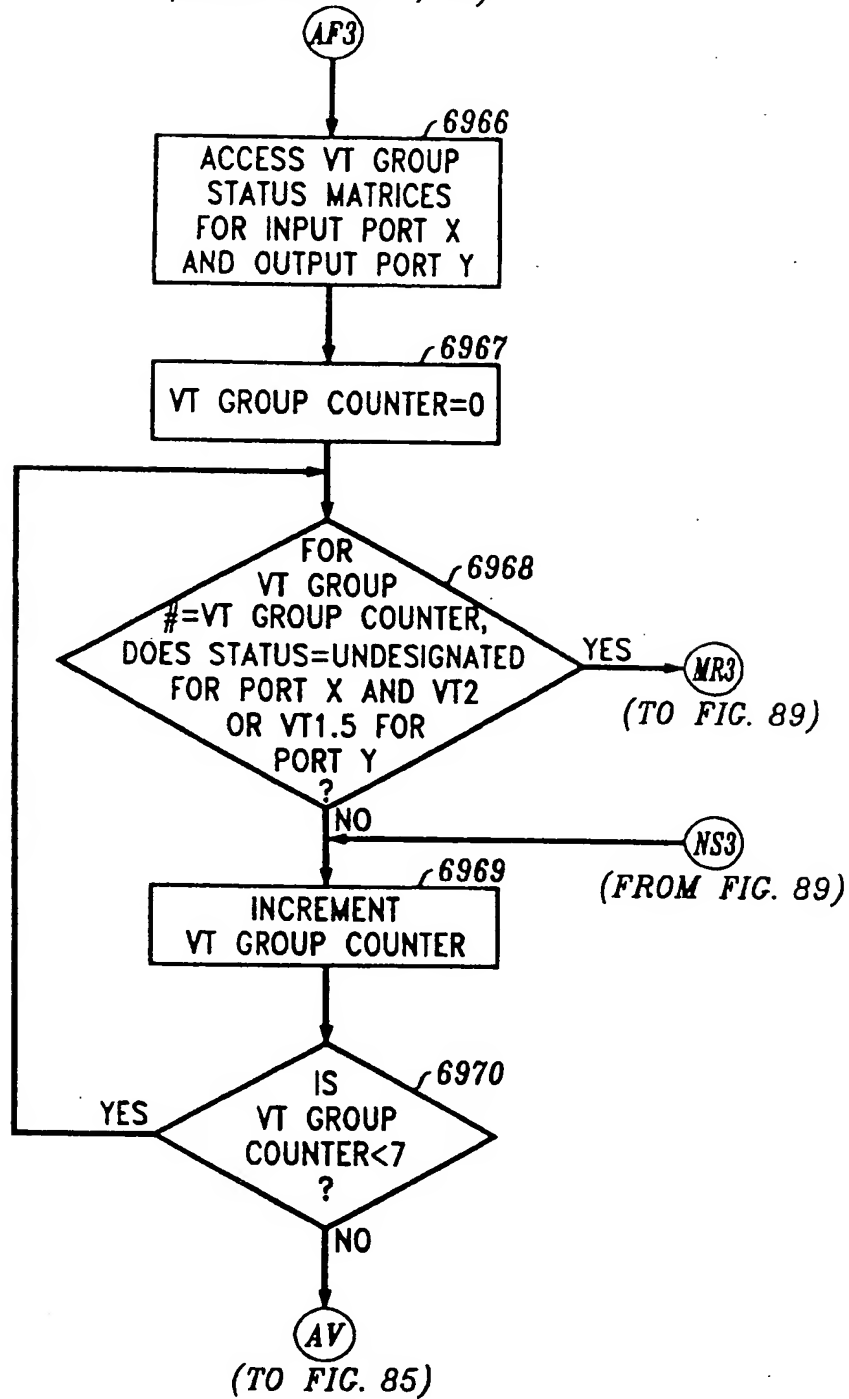 AF3
6966
ACCESS VT GROUP
STATUS MATRICES
FOR INPUT PORT X
AND OUTPUT PORT Y
6967
VT GROUP COUNTER=0
6968
FOR
VT GROUP
#=VT GROUP COUNTER,
DOES STATUS=UNDESIGNATED
FOR PORT X AND VT2
OR VT1.5 FOR
PORT Y
?
YES
MR3
(TO FIG. 89)
NO
NS3
(FROM FIG. 89)
6969
INCREMENT
VT GROUP COUNTER
6970
IS
VT GROUP
COUNTER<7
?
YES
NO
AV
(TO FIG. 85)